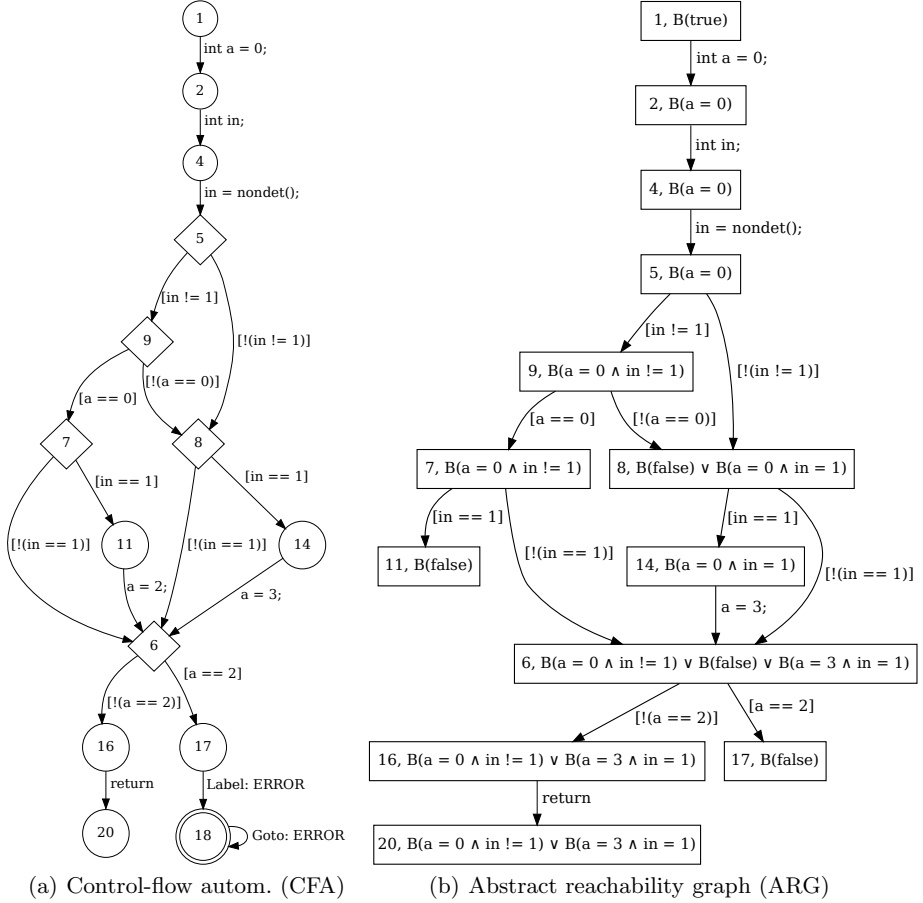 1
int a = 0;
2
int in;
4
in = nondet();
5
[in != 1]
[!(in != 1)]
9
[a == 0]
[!(a == 0)]
7
8
[in == 1]
[in == 1]
[!(in == 1)]
11
[!(in == 1)]
14
a = 2;
a = 3;
6
[!(a == 2)]
[a == 2]
16
17
return
Label: ERROR
20
18
Goto: ERROR
(a) Control-flow autom. (CFA)
1, B(true)
int a = 0;
2, B(a = 0)
int in;
4, B(a = 0)
in = nondet();
5, B(a = 0)
[in != 1]
[!(in != 1)]
9, B(a = 0 ∧ in != 1)
[a == 0]
[!(a == 0)]
7, B(a = 0 ∧ in != 1)
8, B(false) ∨ B(a = 0 ∧ in = 1)
[in == 1]
[in == 1]
[!(in == 1)]
11, B(false)
14, B(a = 0 ∧ in = 1)
[!(in == 1)]
a = 3;
6, B(a = 0 ∧ in != 1) ∨ B(false) ∨ B(a = 3 ∧ in = 1)
[!(a == 2)]
[a == 2]
16, B(a = 0 ∧ in != 1) ∨ B(a = 3 ∧ in = 1)
17, B(false)
return
20, B(a = 0 ∧ in != 1) ∨ B(a = 3 ∧ in = 1)
(b) Abstract reachability graph (ARG)